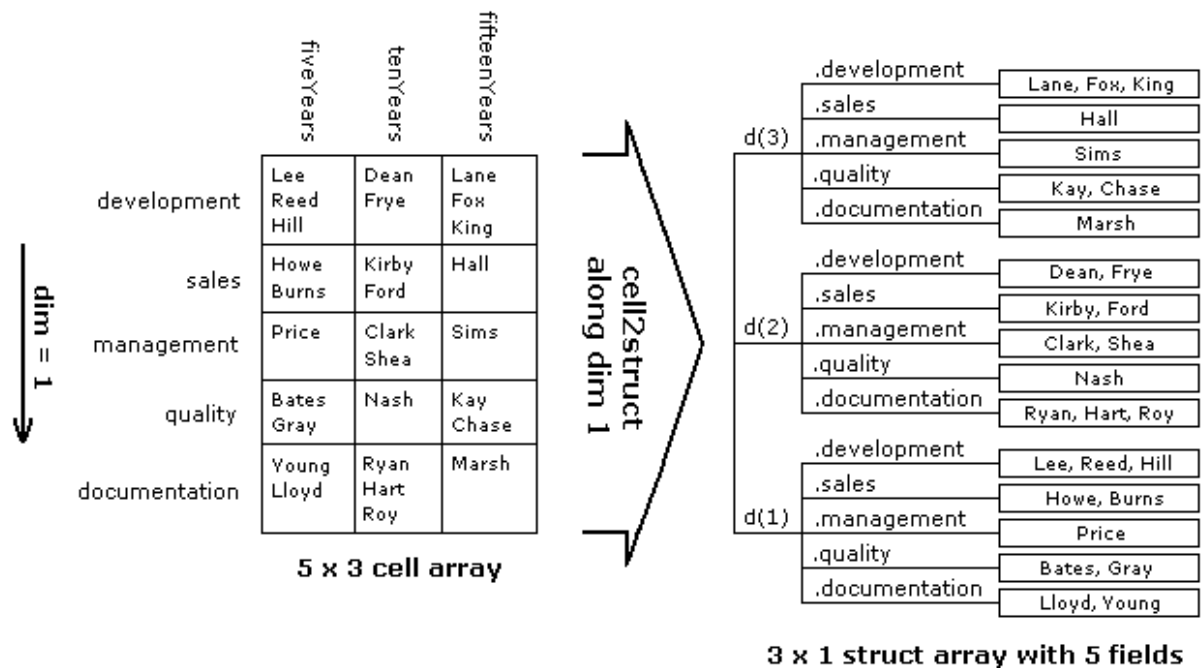 fiveYears
tenYears
fifteenYears
development
Lee
Reed
Hill
Dean
Frye
Lane
Fox
King
sales
Howe
Burns
Kirby
Ford
Hall
management
Price
Clark
Shea
Sims
quality
Bates
Gray
Nash
Kay
Chase
documentation
Young
Lloyd
Ryan
Hart
Roy
Marsh
dim = 1
5 x 3 cell array
cell2struct
along dim 1
d(3)
.development
Lane, Fox, King
.sales
Hall
.management
Sims
.quality
Kay, Chase
.documentation
Marsh
d(2)
.development
Dean, Frye
.sales
Kirby, Ford
.management
Clark, Shea
.quality
Nash
.documentation
Ryan, Hart, Roy
d(1)
.development
Lee, Reed, Hill
.sales
Howe, Burns
.management
Price
.quality
Bates, Gray
.documentation
Lloyd, Young
3 x 1 struct array with 5 fields